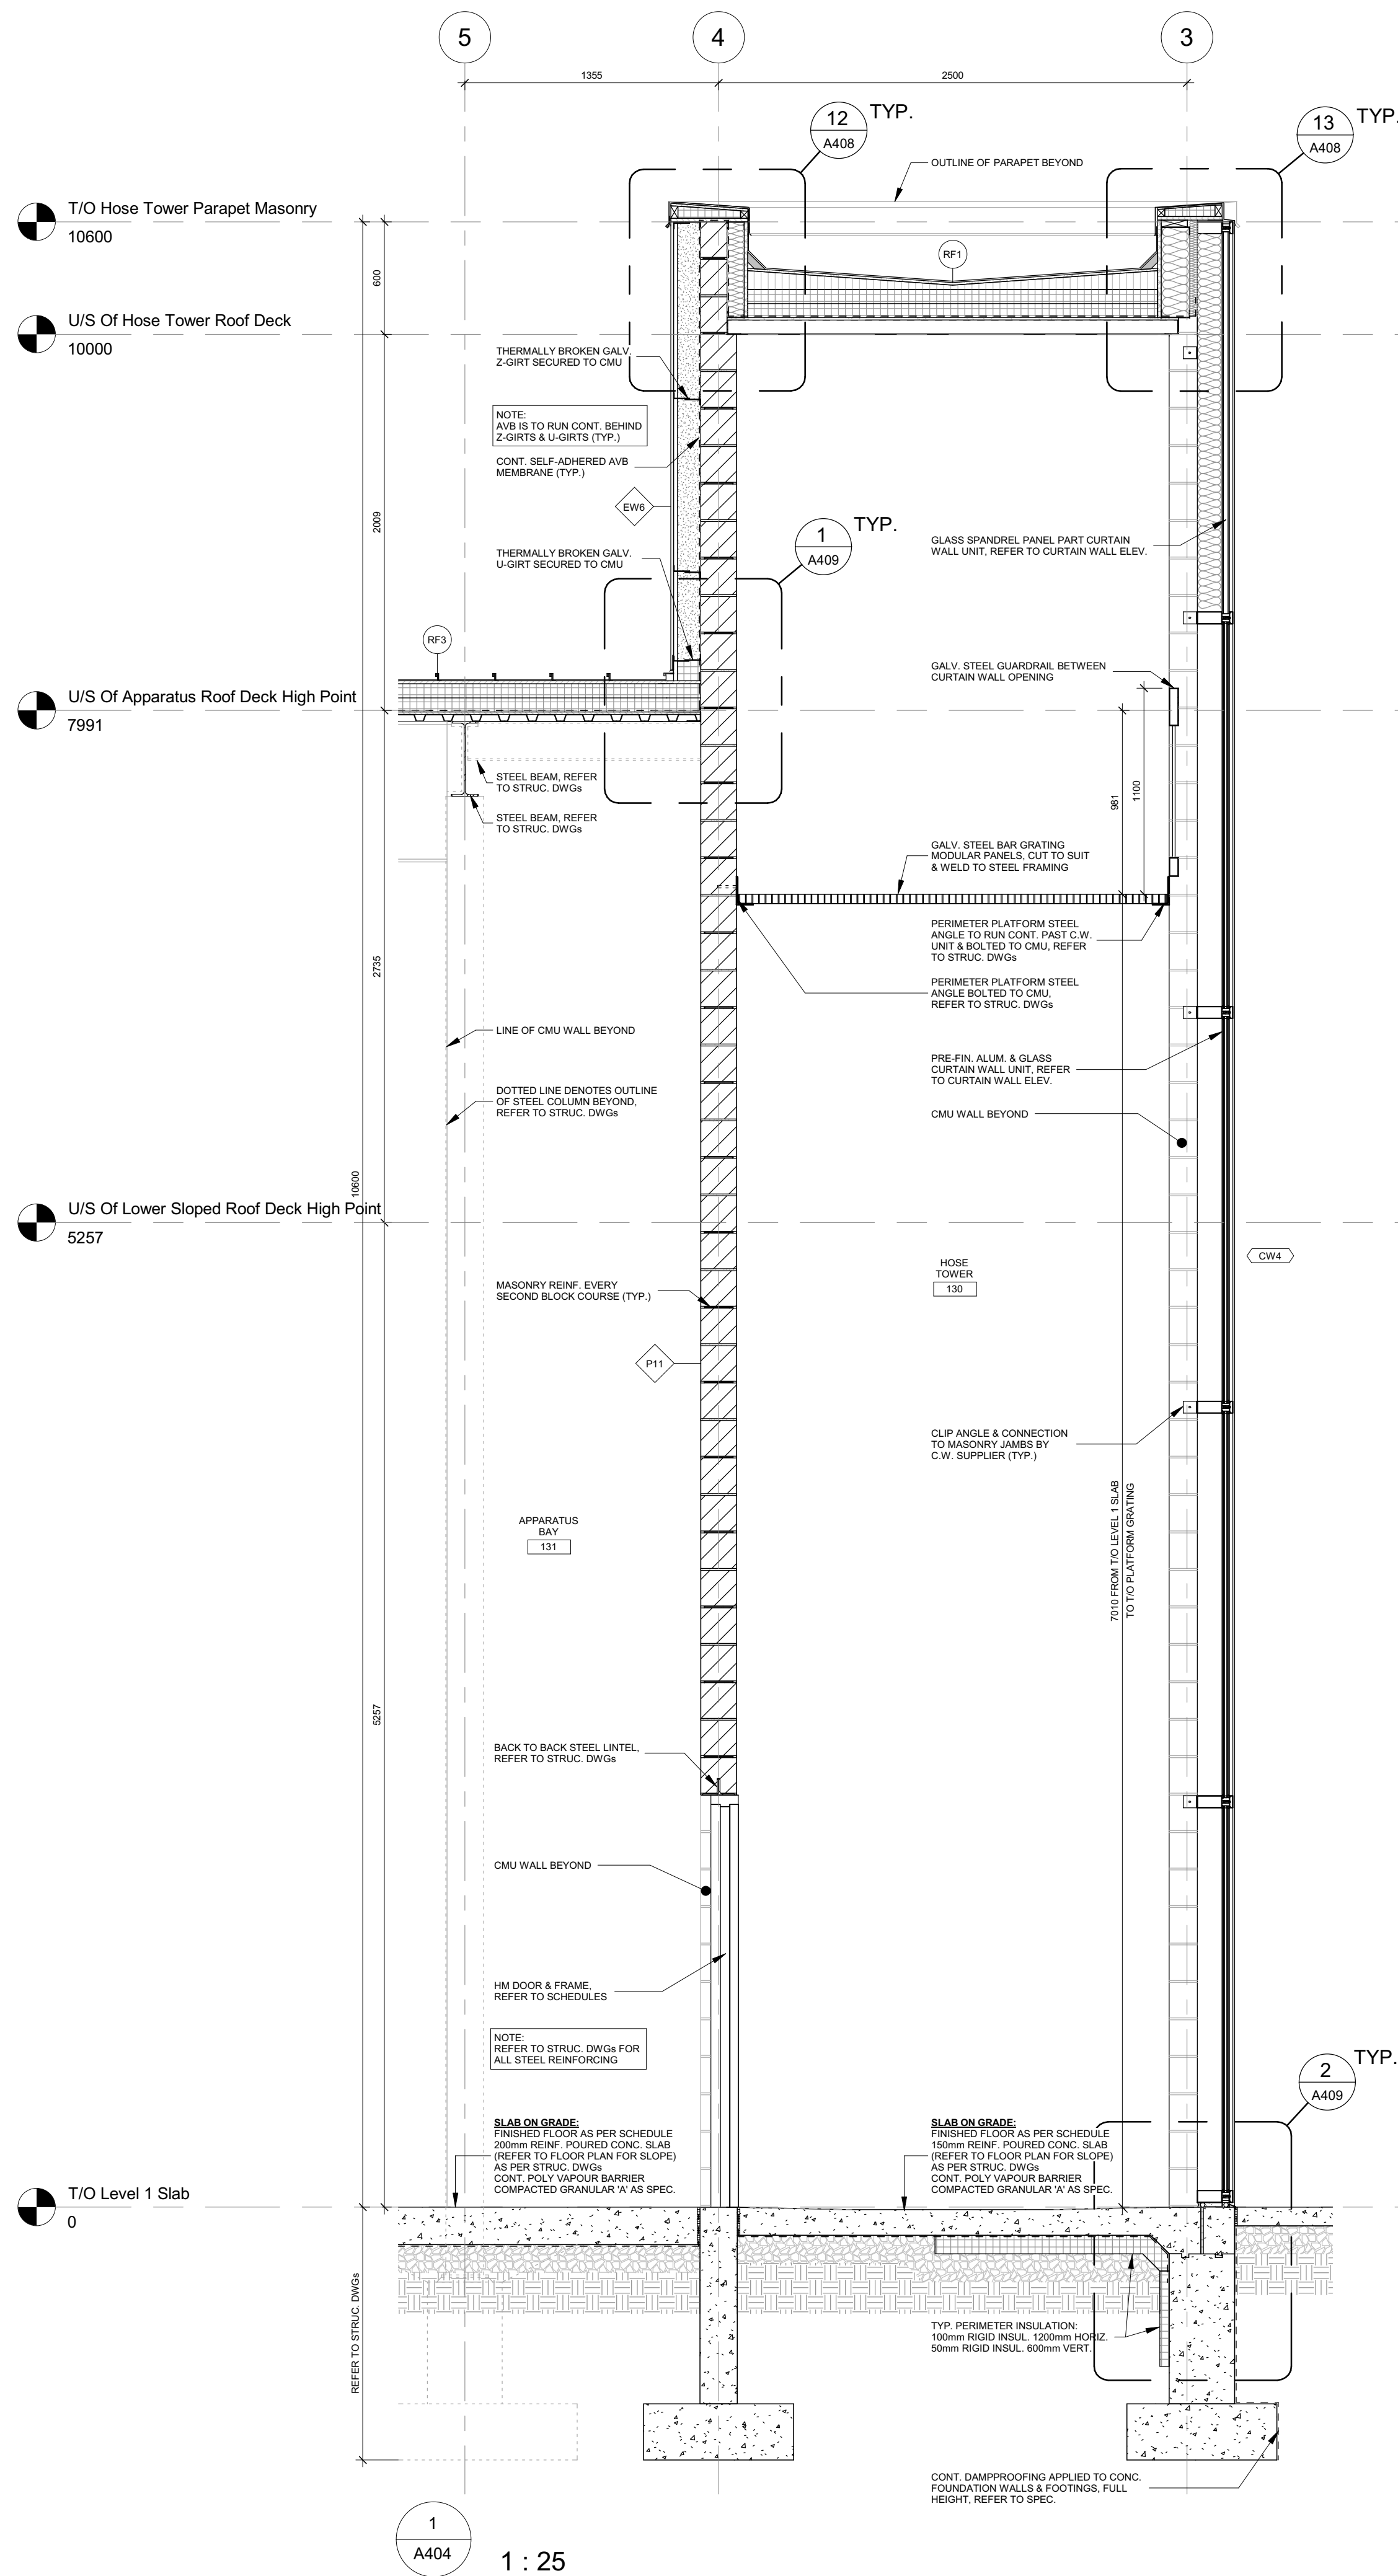 5
4
3
1355
2500
12
A408
TYP.
13
A408
TYP.
OUTLINE OF PARAPET BEYOND
T/O Hose Tower Parapet Masonry
10600
RF1
600
U/S Of Hose Tower Roof Deck
10000
THERMALLY BROKEN GALV.
Z-GIRT SECURED TO CMU
NOTE:
AVB IS TO RUN CONT. BEHIND
Z-GIRTS & U-GIRTS (TYP.)
CONT. SELF-ADHERED AVB
MEMBRANE (TYP.)
EW6
2009
1
A409
TYP.
THERMALLY BROKEN GALV.
U-GIRT SECURED TO CMU
GLASS SPANDREL PANEL PART CURTAIN
WALL UNIT, REFER TO CURTAIN WALL ELEV.
RF3
GALV. STEEL GUARDRAIL BETWEEN
CURTAIN WALL OPENING
U/S Of Apparatus Roof Deck High Point
7991
STEEL BEAM, REFER
TO STRUC. DWGs
STEEL BEAM, REFER
TO STRUC. DWGs
981
1100
GALV. STEEL BAR GRATING
MODULAR PANELS, CUT TO SUIT
& WELD TO STEEL FRAMING
PERIMETER PLATFORM STEEL
ANGLE TO RUN CONT. PAST C.W.
UNIT & BOLTED TO CMU, REFER
TO STRUC. DWGs
2735
PERIMETER PLATFORM STEEL
ANGLE BOLTED TO CMU,
REFER TO STRUC. DWGs
LINE OF CMU WALL BEYOND
PRE-FIN. ALUM. & GLASS
CURTAIN WALL UNIT, REFER
TO CURTAIN WALL ELEV.
DOTTED LINE DENOTES OUTLINE
OF STEEL COLUMN BEYOND,
REFER TO STRUC. DWGs
CMU WALL BEYOND
10600
U/S Of Lower Sloped Roof Deck High Point
5257
HOSE
TOWER
130
CW4
MASONRY REINF. EVERY
SECOND BLOCK COURSE (TYP.)
P11
CLIP ANGLE & CONNECTION
TO MASONRY JAMBS BY
C.W. SUPPLIER (TYP.)
7010 FROM T/O LEVEL 1 SLAB
TO T/O PLATFORM GRATING
APPARATUS
BAY
131
5257
BACK TO BACK STEEL LINTEL,
REFER TO STRUC. DWGs
CMU WALL BEYOND
HM DOOR & FRAME,
REFER TO SCHEDULES
NOTE:
REFER TO STRUC. DWGs FOR
ALL STEEL REINFORCING
2
A409
TYP.
SLAB ON GRADE:
FINISHED FLOOR AS PER SCHEDULE
200mm REINF. POURED CONC. SLAB
(REFER TO FLOOR PLAN FOR SLOPE)
AS PER STRUC. DWGs
CONT. POLY VAPOUR BARRIER
COMPACTED GRANULAR 'A' AS SPEC.
SLAB ON GRADE:
FINISHED FLOOR AS PER SCHEDULE
150mm REINF. POURED CONC. SLAB
(REFER TO FLOOR PLAN FOR SLOPE)
AS PER STRUC. DWGs
CONT. POLY VAPOUR BARRIER
COMPACTED GRANULAR 'A' AS SPEC.
T/O Level 1 Slab
0
REFER TO STRUC. DWGs
TYP. PERIMETER INSULATION:
100mm RIGID INSUL. 1200mm HORIZ.
50mm RIGID INSUL. 600mm VERT.
CONT. DAMPPROOFING APPLIED TO CONC.
FOUNDATION WALLS & FOOTINGS, FULL
HEIGHT, REFER TO SPEC.
1
A404
1 : 25